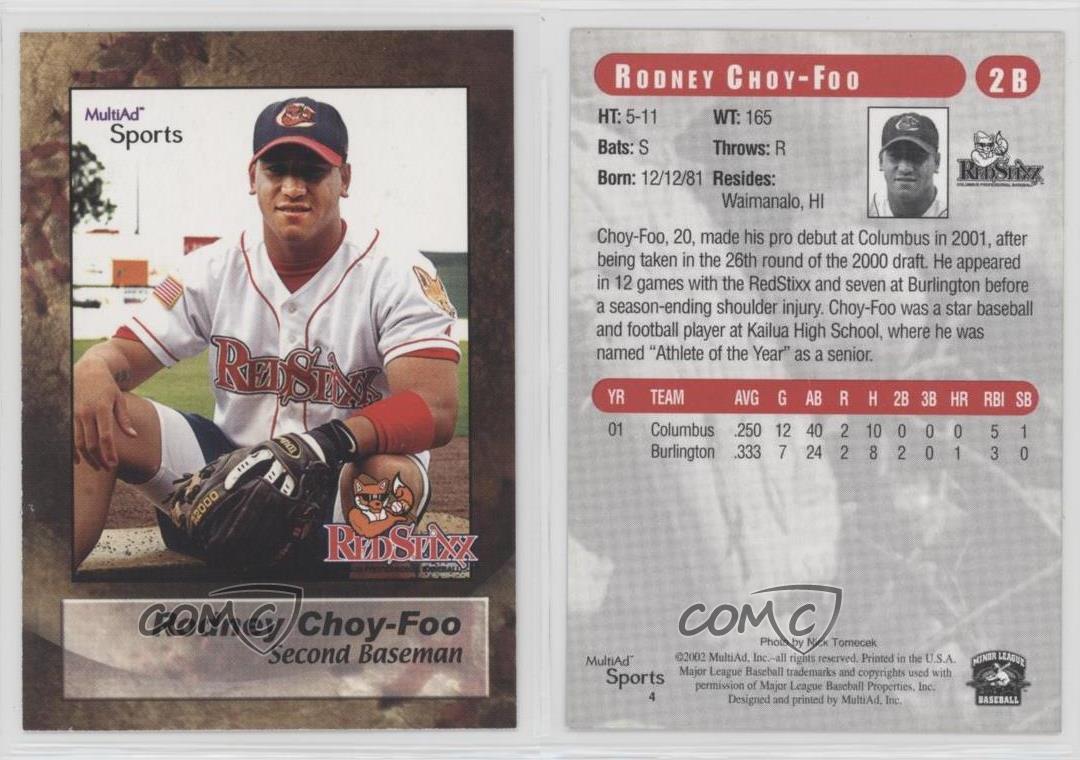 MultiAd™
Sports
REDSTIXX
A2000
REDSTIXX
COMC
Rodney Choy-Foo
Second Baseman
RODNEY CHOY-FOO
2B
HT: 5-11 WT: 165
Bats: S Throws: R
Born: 12/12/81 Resides:
Waimanalo, HI
REDSTIXX
COLUMBUS PROFESSIONAL BASEBALL
Choy-Foo, 20, made his pro debut at Columbus in 2001, after
being taken in the 26th round of the 2000 draft. He appeared
in 12 games with the RedStixx and seven at Burlington before
a season-ending shoulder injury. Choy-Foo was a star baseball
and football player at Kailua High School, where he was
named “Athlete of the Year” as a senior.
YR TEAM AVG G AB R H 2B 3B HR RBI SB
01 Columbus .250 12 40 2 10 0 0 0 5 1
Burlington .333 7 24 2 8 2 0 1 3 0
COMC
Photo by Nick Tomecek
MultiAd™
Sports
4
©2002 MultiAd, Inc.–all rights reserved. Printed in the U.S.A.
Major League Baseball trademarks and copyrights used with
permission of Major League Baseball Properties, Inc.
Designed and printed by MultiAd, Inc.
MINOR LEAGUE
BASEBALL